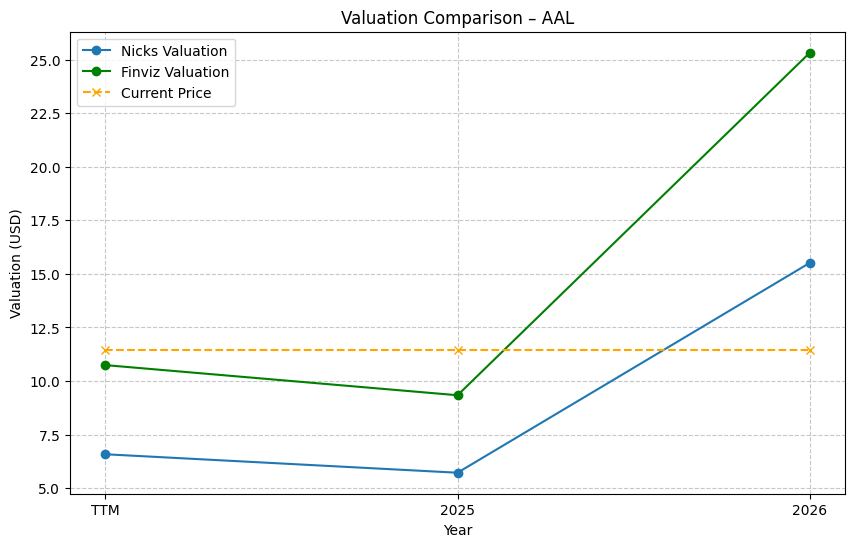 Valuation Comparison – AAL
Nicks Valuation
Finviz Valuation
Current Price
Valuation (USD)
25.0
22.5
20.0
17.5
15.0
12.5
10.0
7.5
5.0
TTM
2025
2026
Year